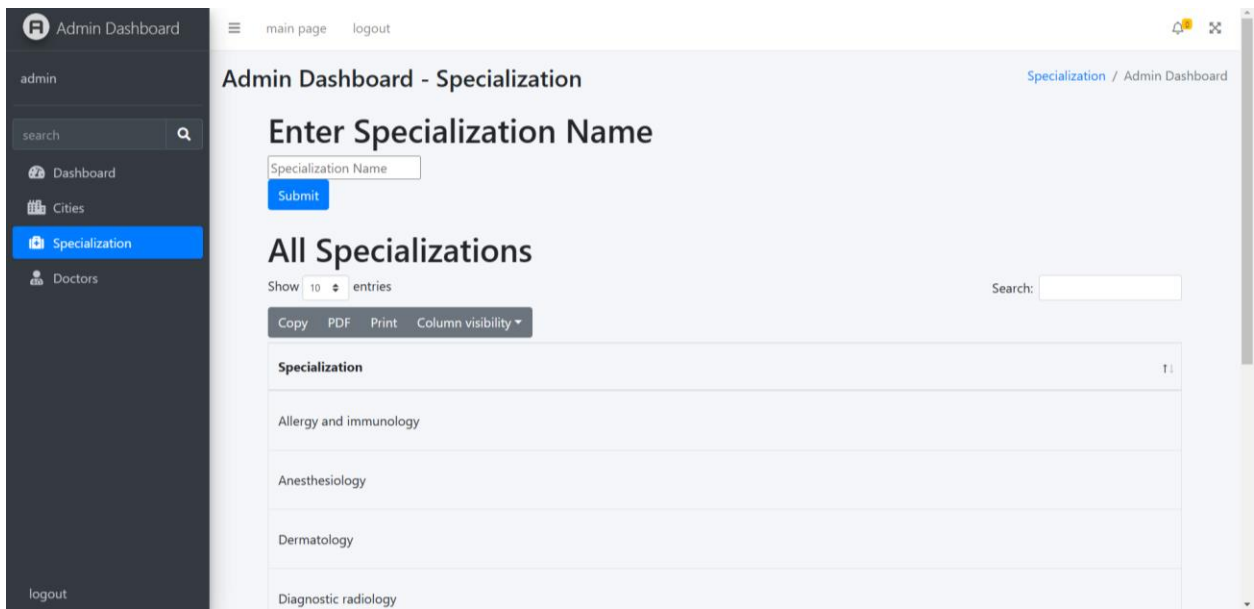 Admin Dashboard
admin
search
Dashboard
Cities
Specialization
Doctors
logout
main page logout
Admin Dashboard - Specialization
Specialization / Admin Dashboard
Enter Specialization Name
Specialization Name
Submit
All Specializations
Show 10 entries
Search:
Copy PDF Print Column visibility
Specialization
Allergy and immunology
Anesthesiology
Dermatology
Diagnostic radiology